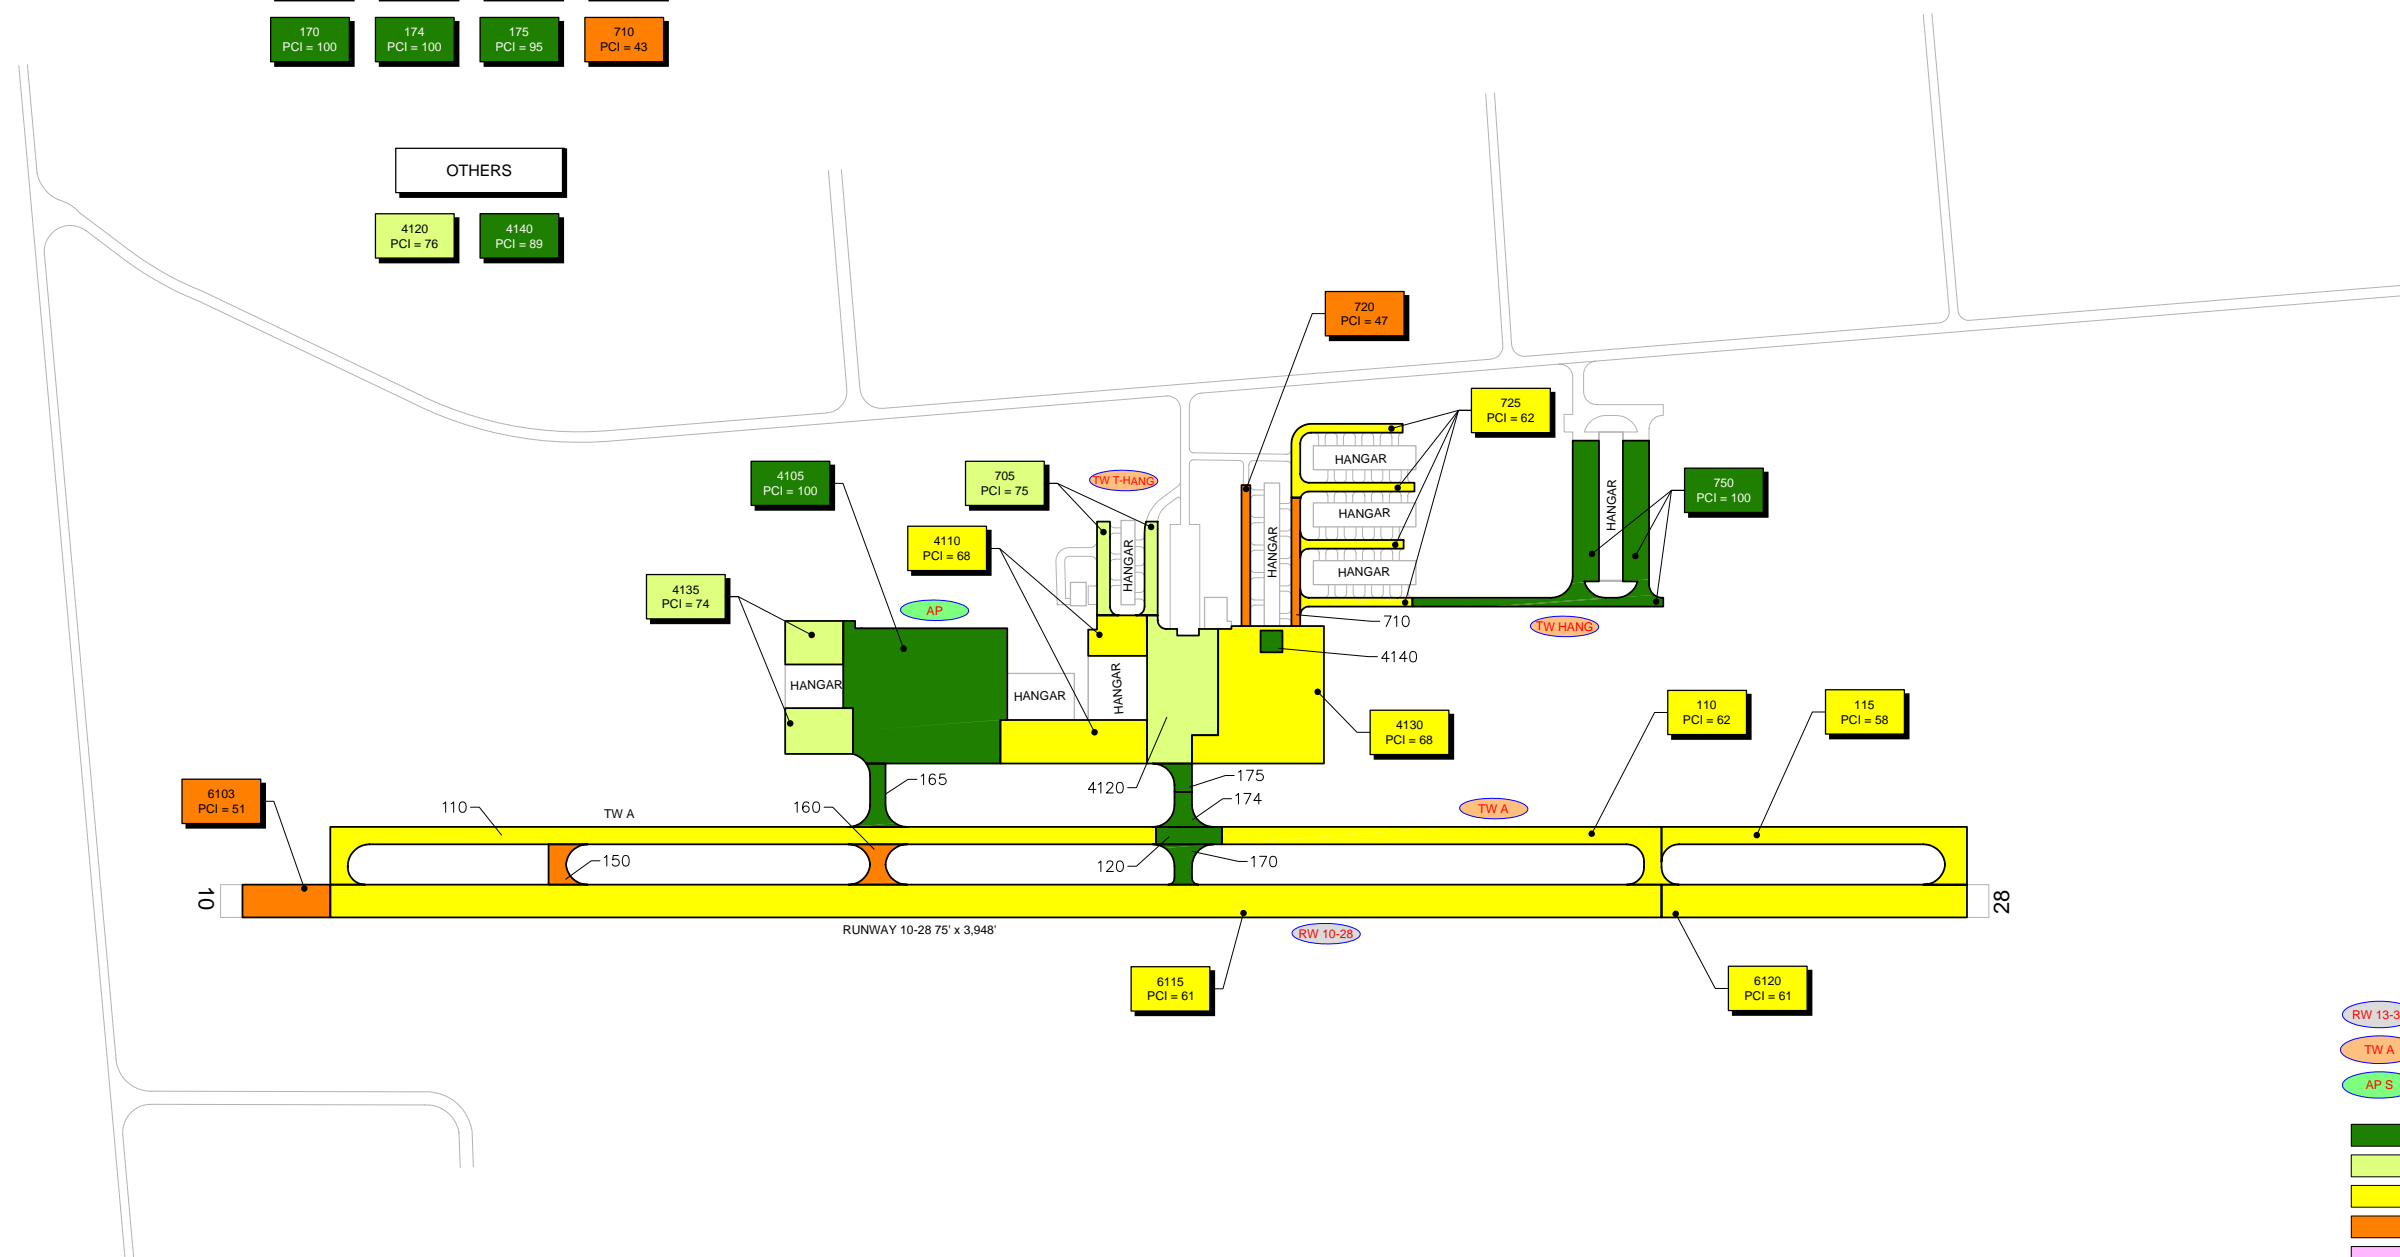 170
PCI = 100
174
PCI = 100
175
PCI = 95
710
PCI = 43
OTHERS
4120
PCI = 76
4140
PCI = 89
720
PCI = 47
725
PCI = 62
HANGAR
4105
PCI = 100
705
PCI = 75
TW T-HANG
750
PCI = 100
HANGAR
HANGAR
4110
PCI = 68
HANGAR
HANGAR
HANGAR
4135
PCI = 74
AP
710
TW HANG
4140
HANGAR
HANGAR
HANGAR
4130
PCI = 68
110
PCI = 62
115
PCI = 58
165
175
4120
174
6103
PCI = 51
110
TW A
160
TW A
150
120
170
10
28
RUNWAY 10-28 75' x 3,948'
RW 10-28
6115
PCI = 61
6120
PCI = 61
RW 13-3
TW A
AP S